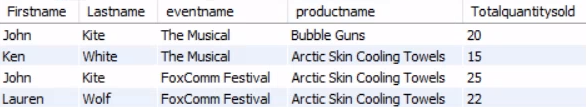 Firstname Lastname eventname productname Totalquantitysold
John Kite The Musical Bubble Guns 20
Ken White The Musical Arctic Skin Cooling Towels 15
John Kite FoxComm Festival Arctic Skin Cooling Towels 25
Lauren Wolf FoxComm Festival Arctic Skin Cooling Towels 22